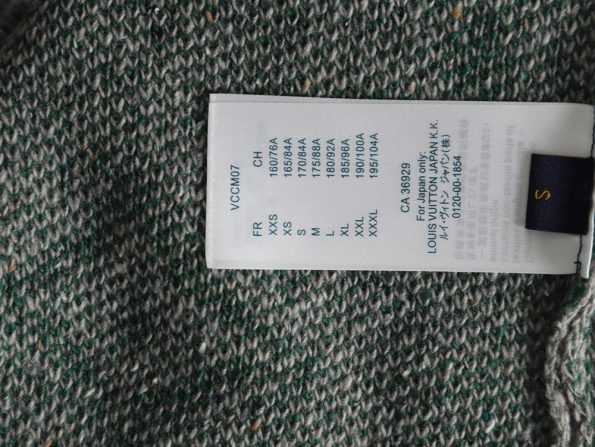 VCCM07
FR CH
XXS 160/76A
XS 165/84A
S 170/84A
M 175/88A
L 180/92A
XL 185/96A
XXL 190/100A
XXXL 195/104A
CA 36929
For Japan only:
LOUIS VUITTON JAPAN K.K.
ルイ・ヴィトン ジャパン(株)
0120-00-1854
S